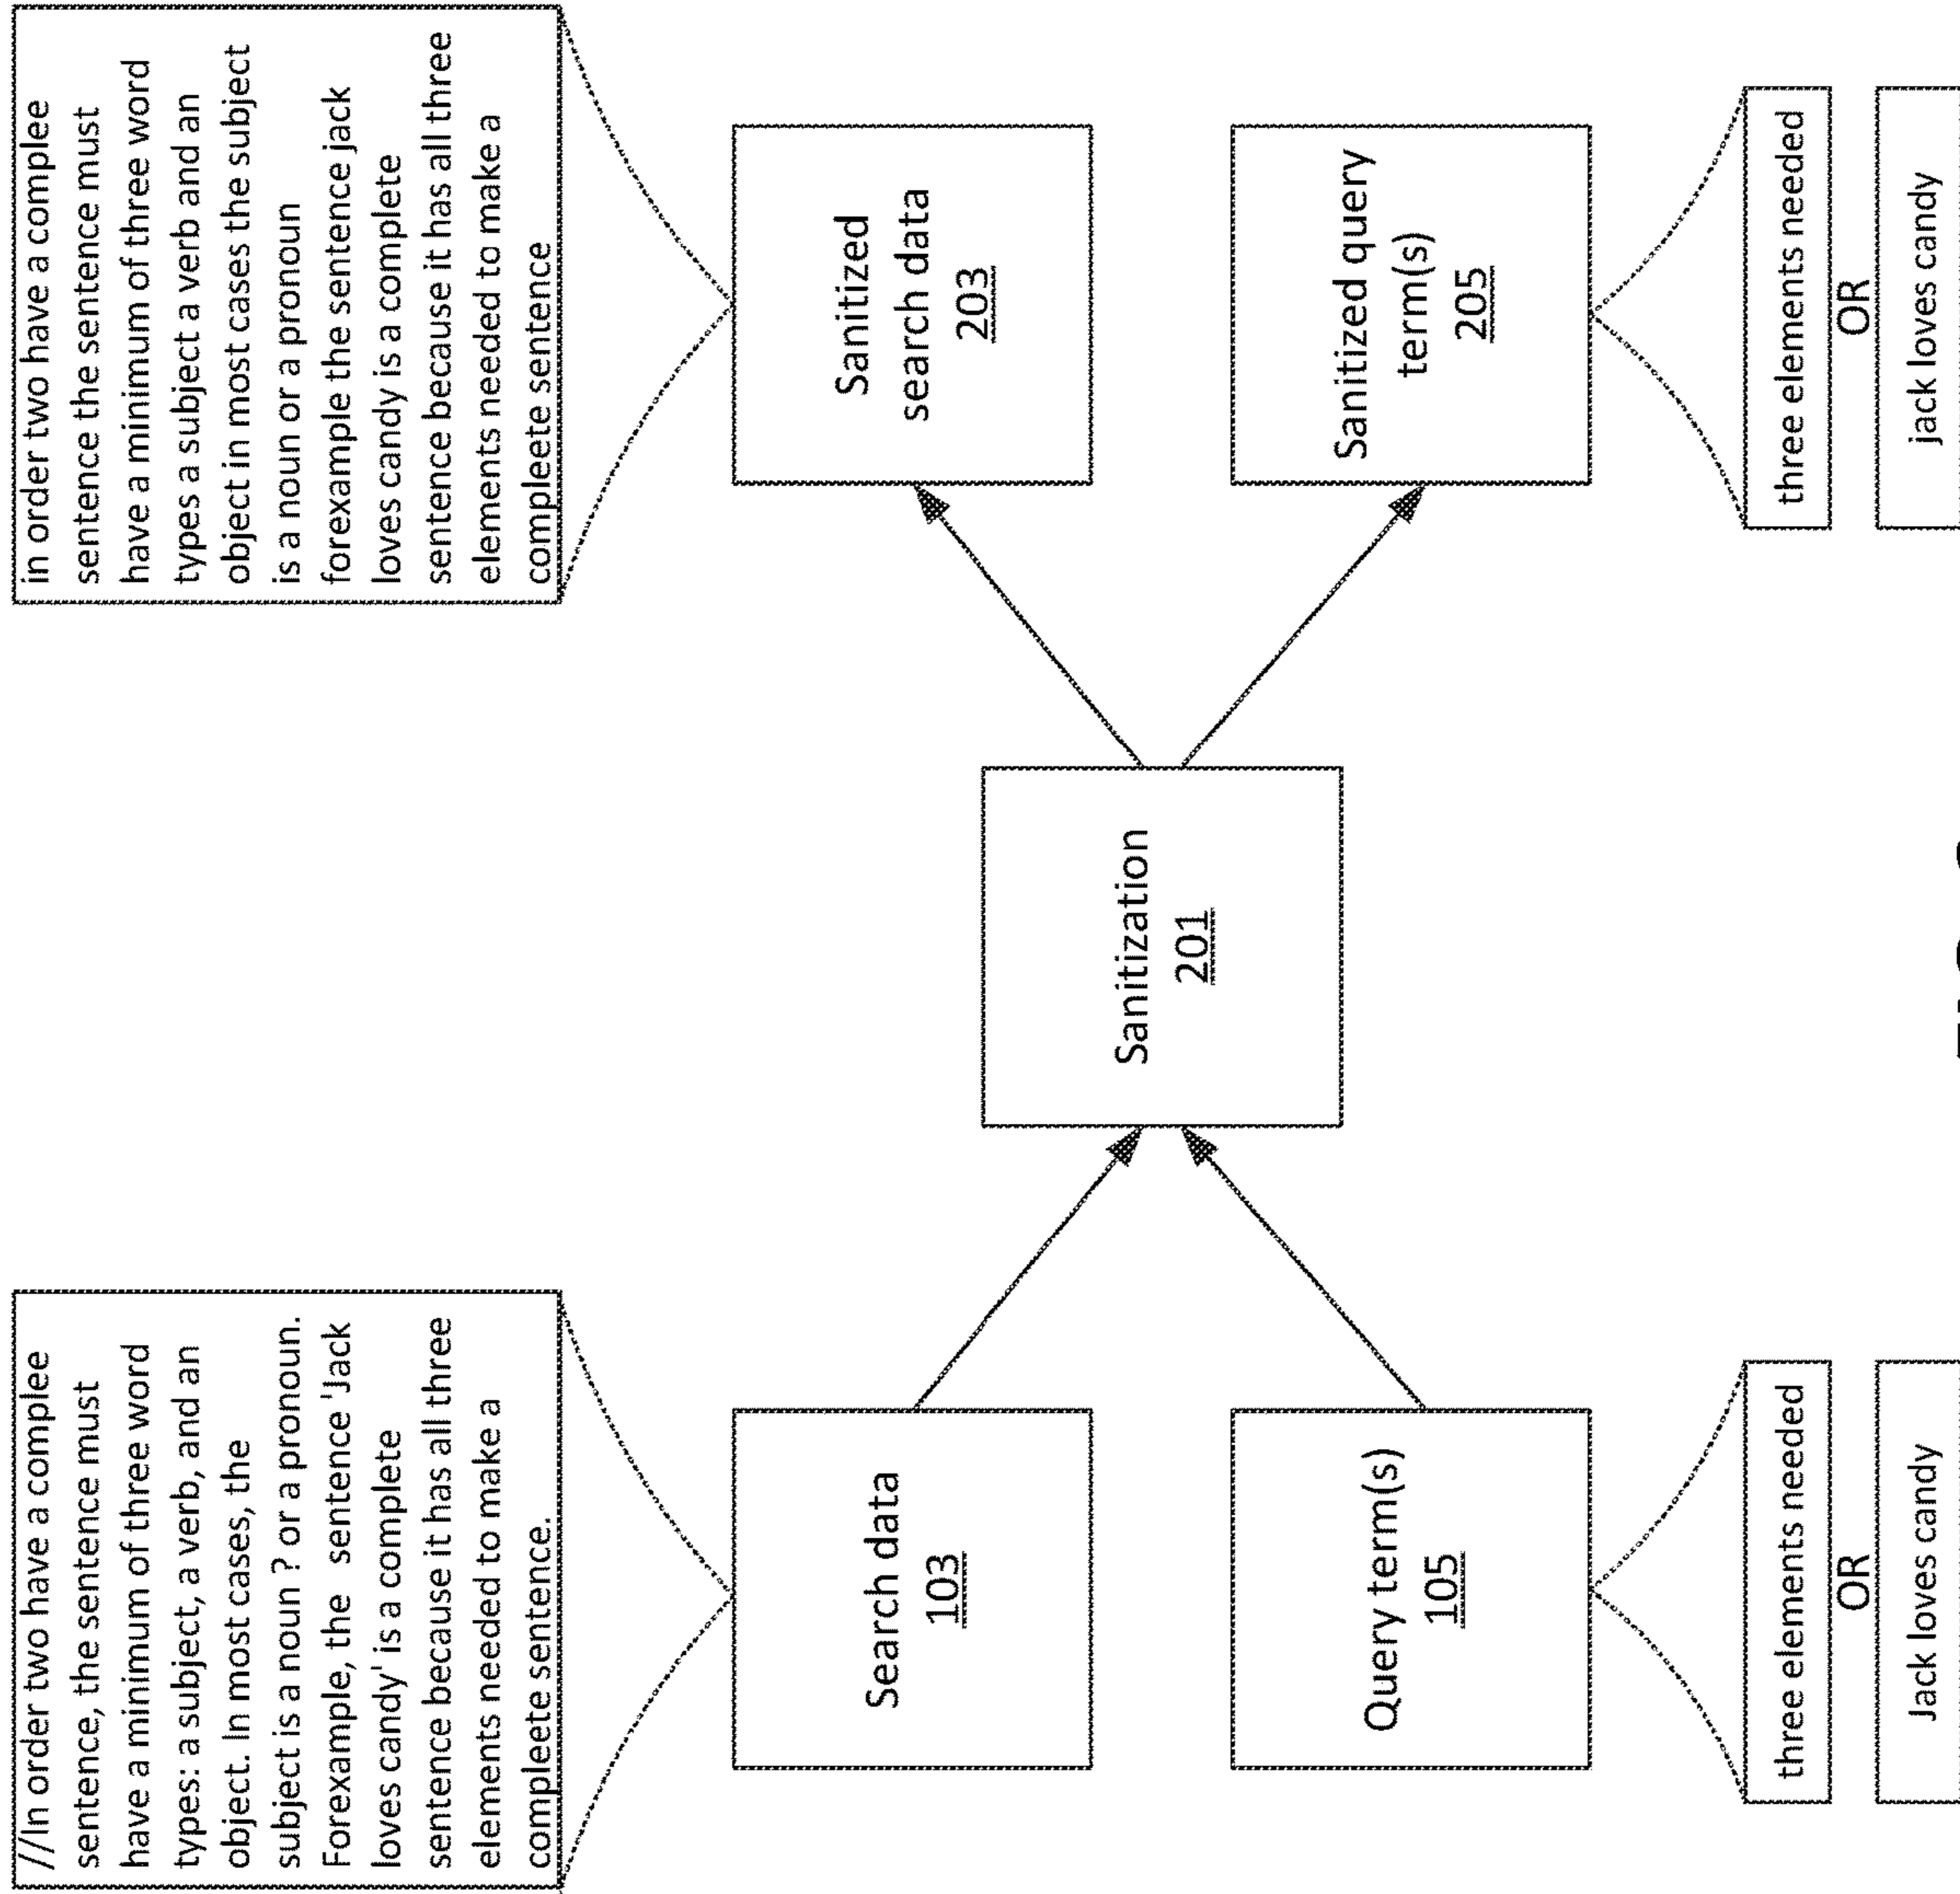 //In order two have a complee
sentence, the sentence must
have a minimum of three word
types: a subject, a verb, and an
object. In most cases, the
subject is a noun ? or a pronoun.
Forexample, the sentence 'Jack
loves candy' is a complete
sentence because it has all three
elements needed to make a
compleete sentence.
in order two have a complee
sentence the sentence must
have a minimum of three word
types a subject a verb and an
object in most cases the subject
is a noun or a pronoun
forexample the sentence jack
loves candy is a complete
sentence because it has all three
elements needed to make a
compleete sentence
Search data
103
Sanitized
search data
203
Sanitization
201
Query term(s)
105
Sanitized query
term(s)
205
three elements needed
OR
Jack loves candy
three elements needed
OR
jack loves candy